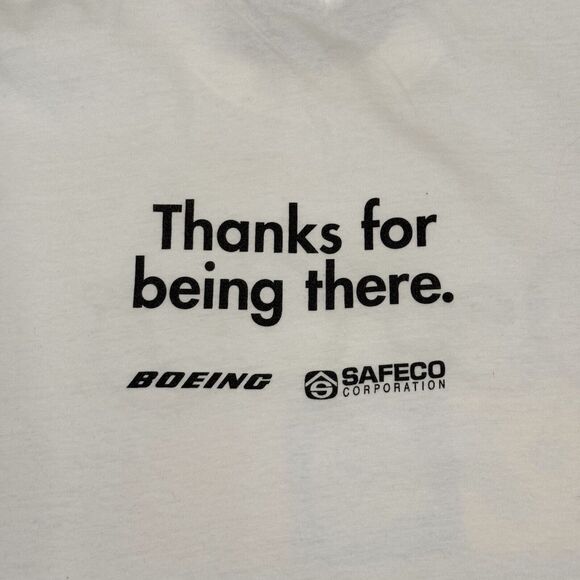 Thanks for
being there.
BOEING
SAFECO
CORPORATION